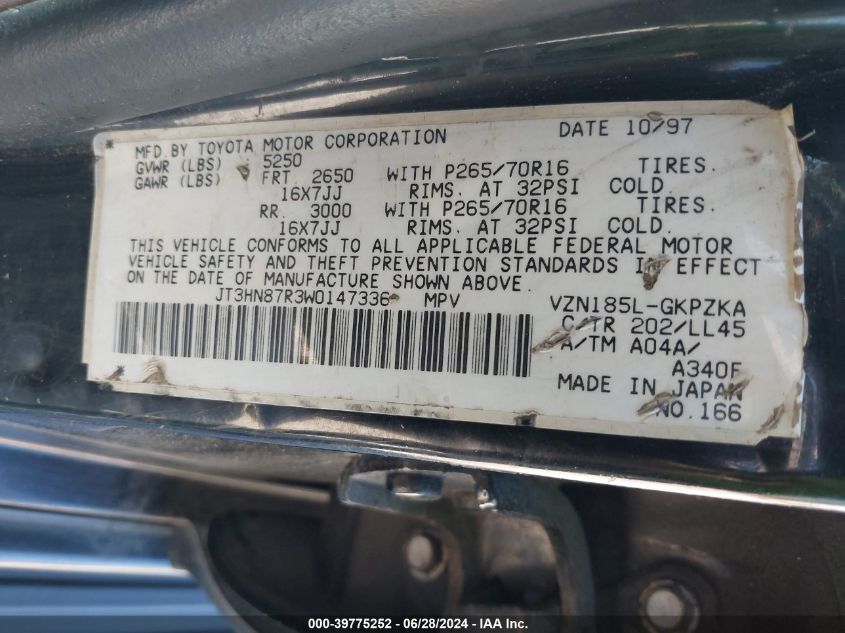 MFD.BY TOYOTA MOTOR CORPORATION DATE 10/97
GVWR (LBS) 5250
GAWR (LBS) FRT 2650 WITH P265/70R16 TIRES.
16X7JJ RIMS. AT 32PSI COLD.
RR. 3000 WITH P265/70R16 TIRES.
16X7JJ RIMS. AT 32PSI COLD.
THIS VEHICLE CONFORMS TO ALL APPLICABLE FEDERAL MOTOR
VEHICLE SAFETY AND THEFT PREVENTION STANDARDS IN EFFECT
ON THE DATE OF MANUFACTURE SHOWN ABOVE.
JT3HN87R3W0147336 MPV VZN185L-GKPZKA
C/TR 202/LL45
A/TM A04A/
A340F
MADE IN JAPAN
NO.166
000-39775252 - 06/28/2024 - IAA Inc.